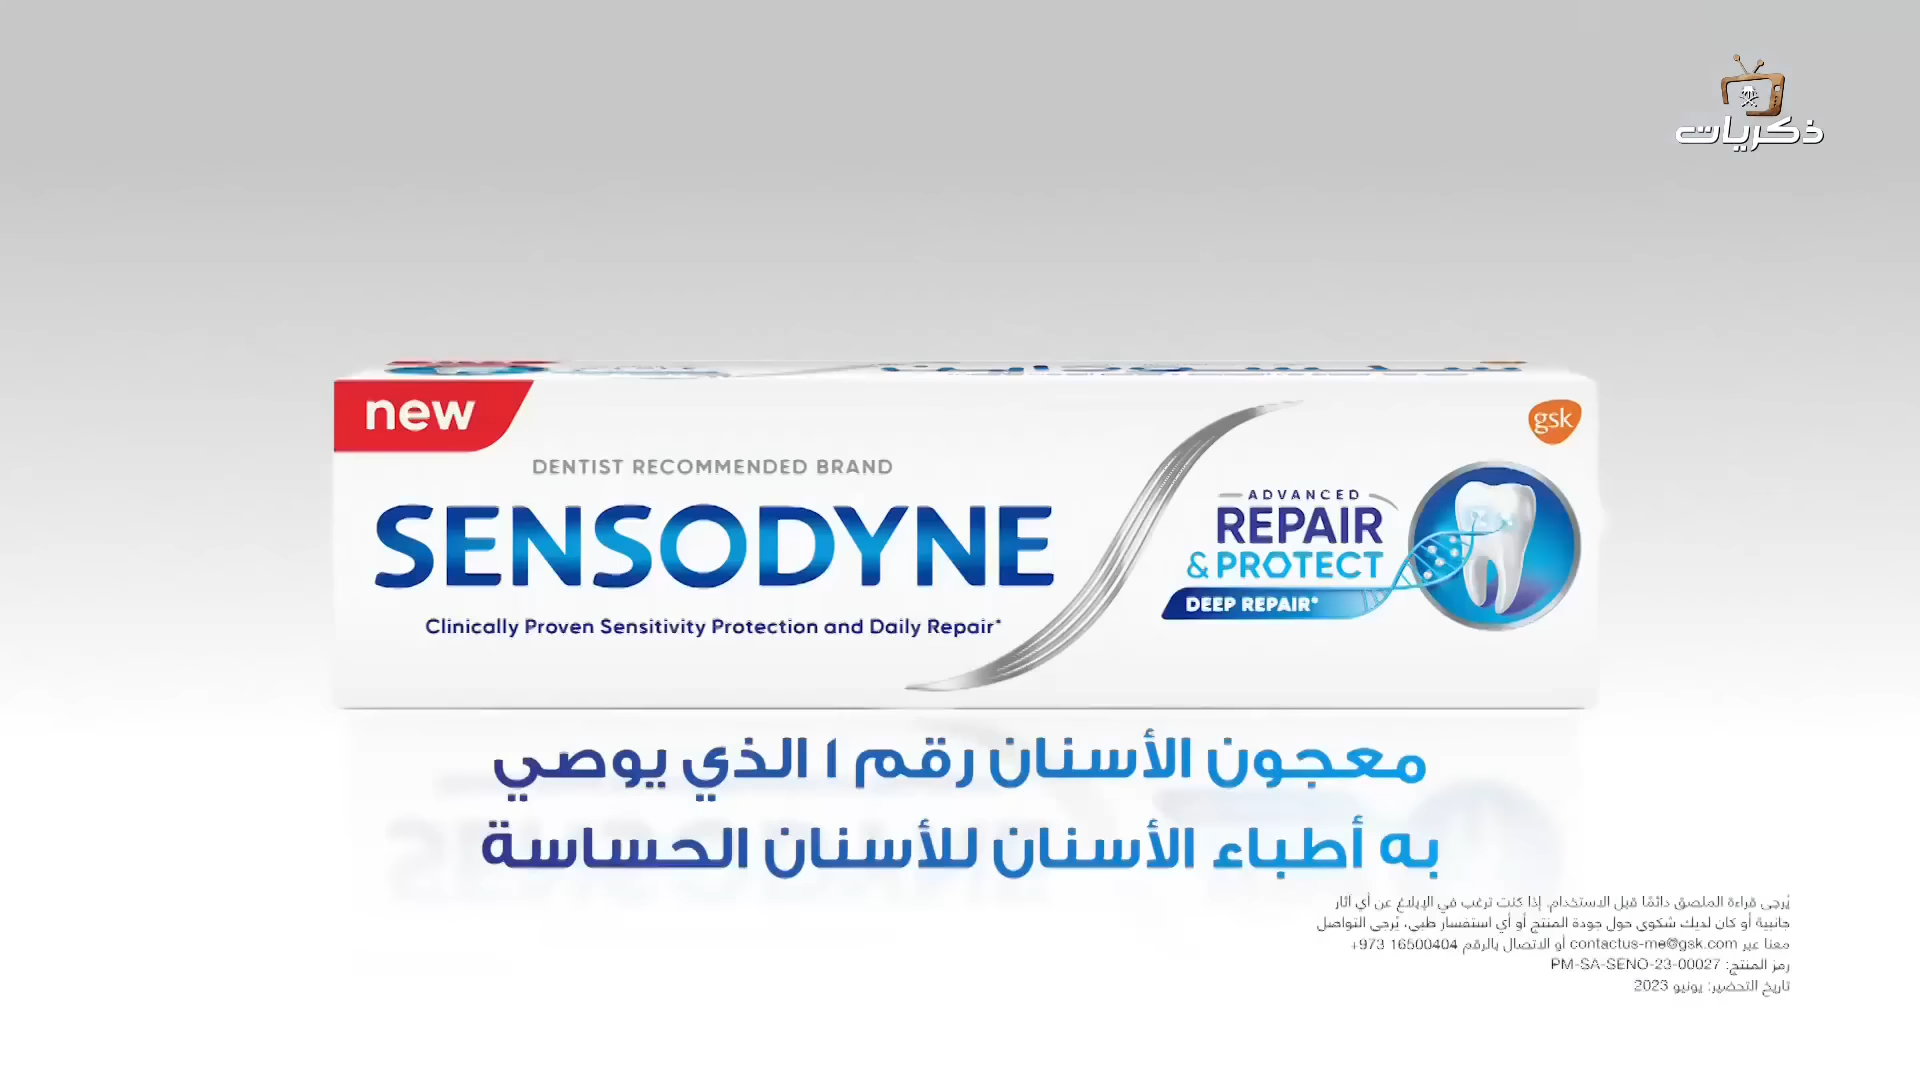 ذكريات
new
gsk
DENTIST RECOMMENDED BRAND
SENSODYNE
Clinically Proven Sensitivity Protection and Daily Repair*
ADVANCED
REPAIR
& PROTECT
DEEP REPAIR*
معجون الأسنان رقم ١ الذي يوصي
به أطباء الأسنان للأسنان الحساسة
يُرجى قراءة الملصق دائمًا قبل الاستخدام. إذا كنت ترغب في الإبلاغ عن أي آثار
جانبية أو كان لديك شكوى حول جودة المنتج أو أي استفسار طبي، يُرجى التواصل
معنا عبر contactus-me@gsk.com أو الاتصال بالرقم 16500404 973+
رمز المنتج: PM-SA-SENO-23-00027
تاريخ التحضير: يونيو 2023